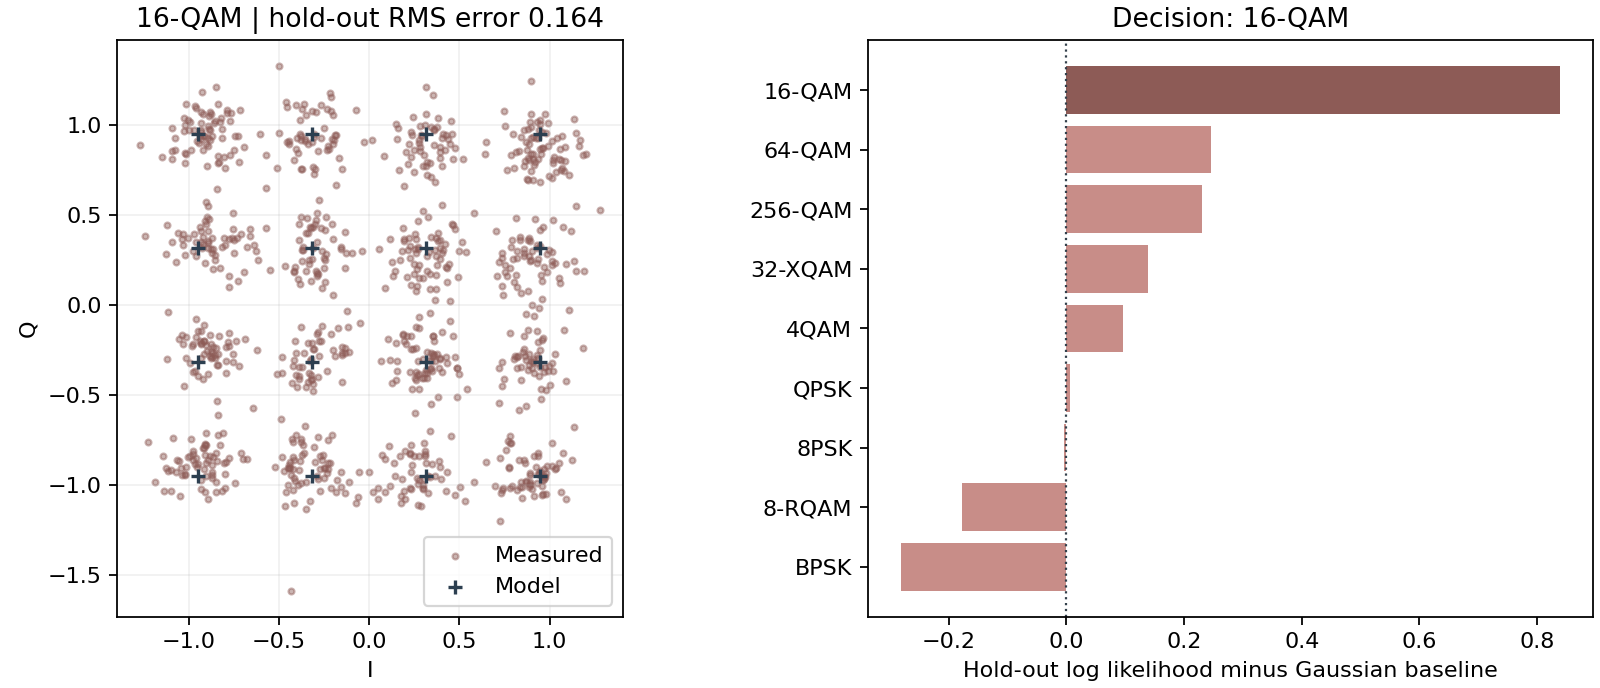 16-QAM | hold-out RMS error 0.164
1.0
0.5
0.0
−0.5
−1.0
−1.5
Q
−1.0
−0.5
0.0
0.5
1.0
I
Measured
Model
Decision: 16-QAM
16-QAM
64-QAM
256-QAM
32-XQAM
4QAM
QPSK
8PSK
8-RQAM
BPSK
−0.2
0.0
0.2
0.4
0.6
0.8
Hold-out log likelihood minus Gaussian baseline